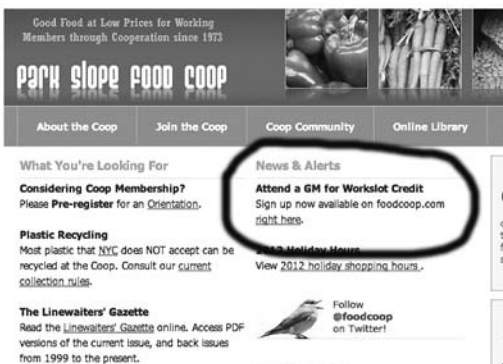 Good Food at Low Prices for Working
Members through Cooperation since 1973
PARK SLOPE FOOD COOP
About the Coop
Join the Coop
Coop Community
Online Library
What You're Looking For
Considering Coop Membership?
Please Pre-register for an Orientation.
Plastic Recycling
Most plastic that NYC does NOT accept can be
recycled at the Coop. Consult our current
collection rules.
The Linewaiters' Gazette
Read the Linewaiters' Gazette online. Access PDF
versions of the current issue, and back issues
from 1999 to the present.
News & Alerts
Attend a GM for Workslot Credit
Sign up now available on foodcoop.com
right here.
2012 Holiday Hours
View 2012 holiday shopping hours .
Follow
@foodcoop
on Twitter!